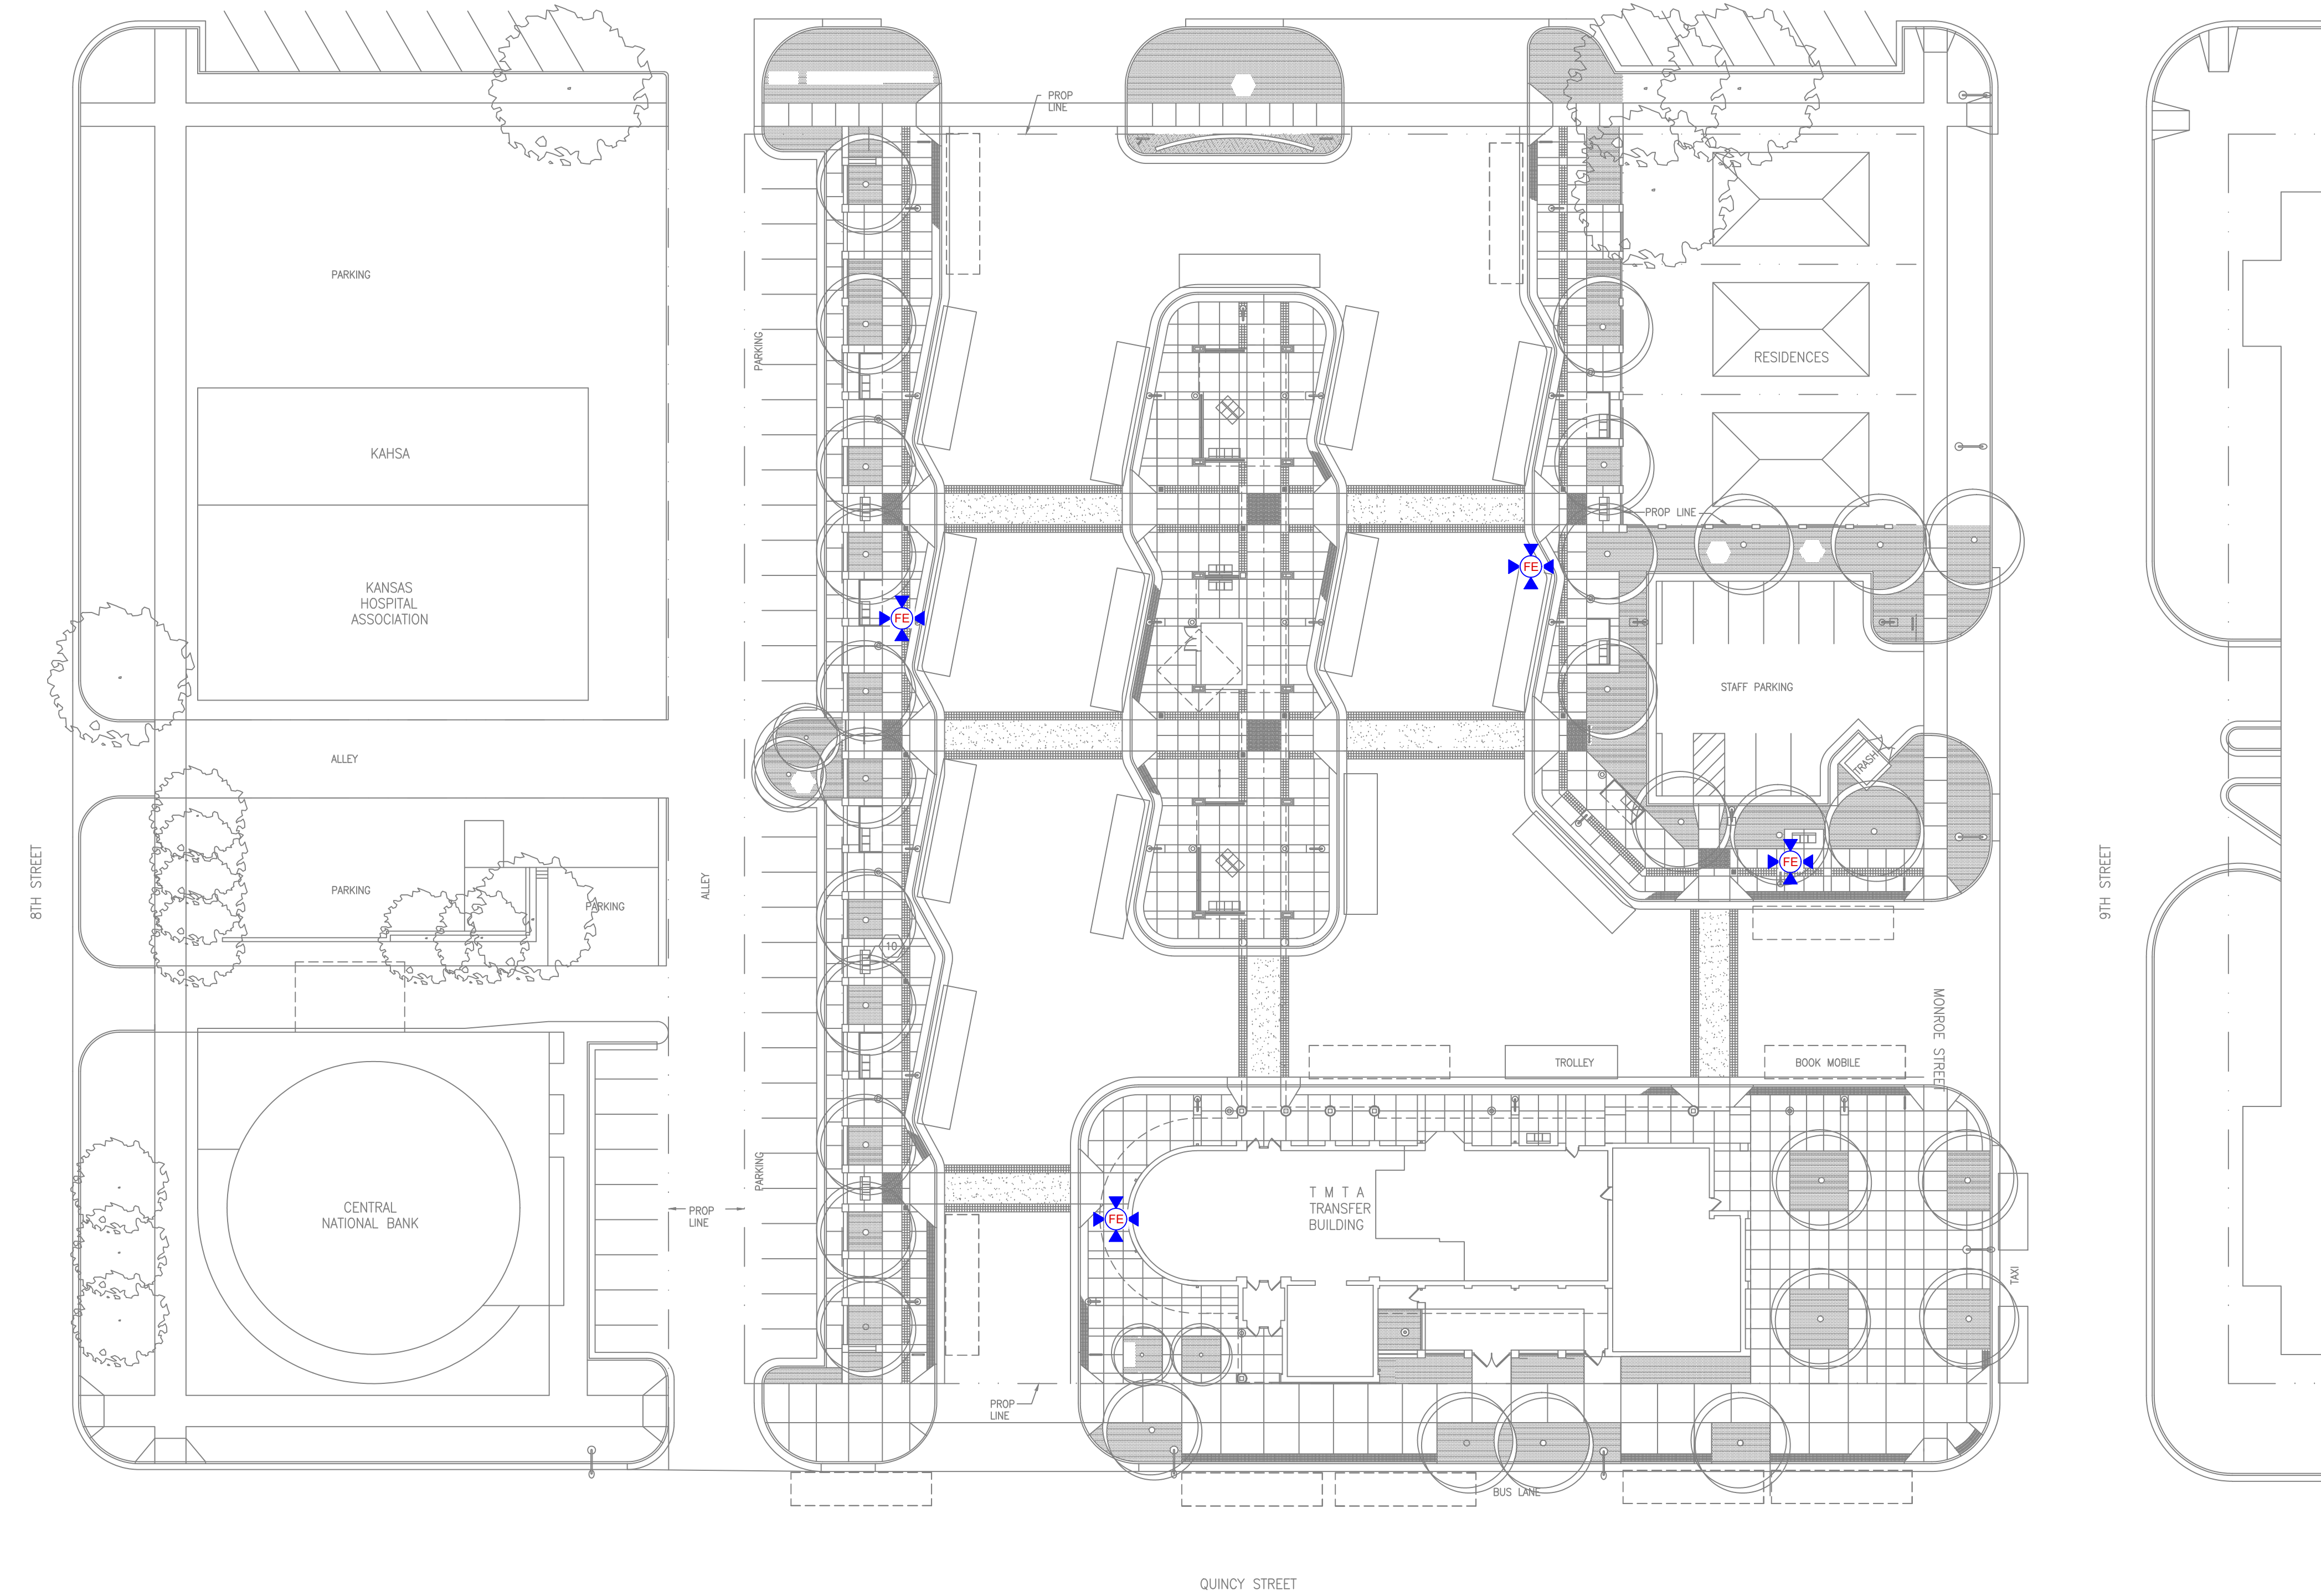 PROP
LINE
PARKING
PARKING
RESIDENCES
KAHSA
PROP LINE
FE
KANSAS
HOSPITAL
ASSOCIATION
FE
STAFF PARKING
ALLEY
TRASH
8TH STREET
PARKING
PARKING
ALLEY
FE
9TH STREET
10
MONROE STREET
TROLLEY
BOOK MOBILE
PARKING
CENTRAL
NATIONAL BANK
PROP
LINE
FE
T M T A
TRANSFER
BUILDING
TAXI
PROP
LINE
BUS LANE
QUINCY STREET